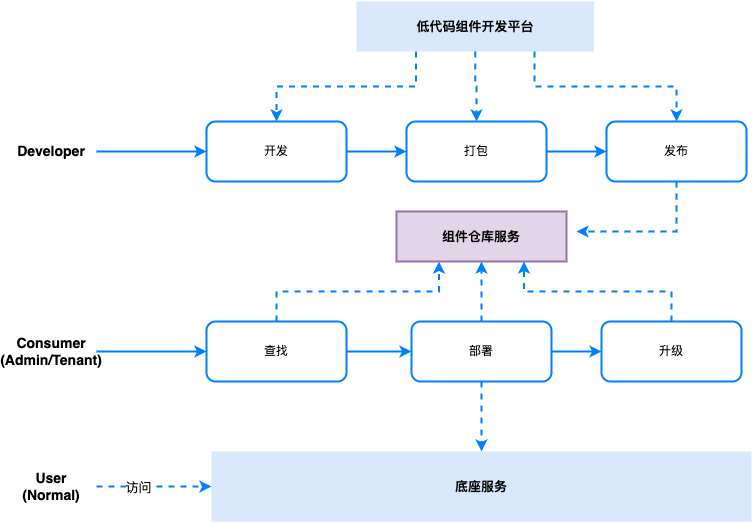 低代码组件开发平台
Developer
开发
打包
发布
组件仓库服务
Consumer
(Admin/Tenant)
查找
部署
升级
User
(Normal)
访问
底座服务